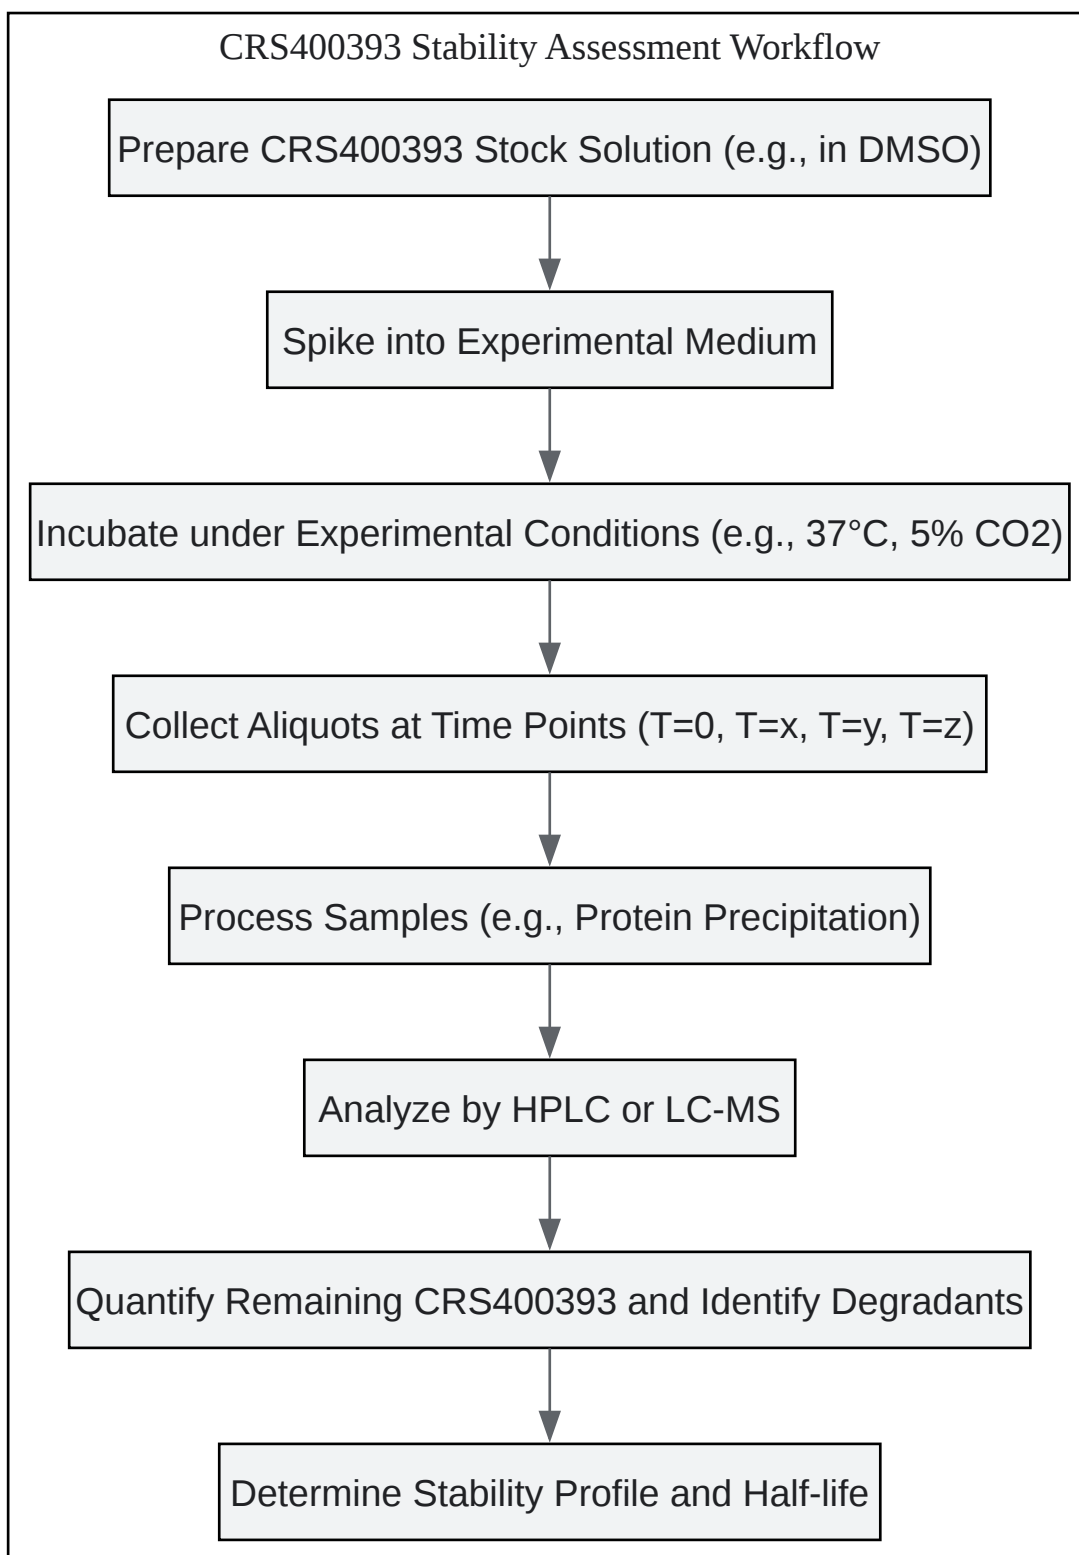 CRS400393 Stability Assessment Workflow
Prepare CRS400393 Stock Solution (e.g., in DMSO)
Spike into Experimental Medium
Incubate under Experimental Conditions (e.g., 37°C, 5% CO2)
Collect Aliquots at Time Points (T=0, T=x, T=y, T=z)
Process Samples (e.g., Protein Precipitation)
Analyze by HPLC or LC-MS
Quantify Remaining CRS400393 and Identify Degradants
Determine Stability Profile and Half-life